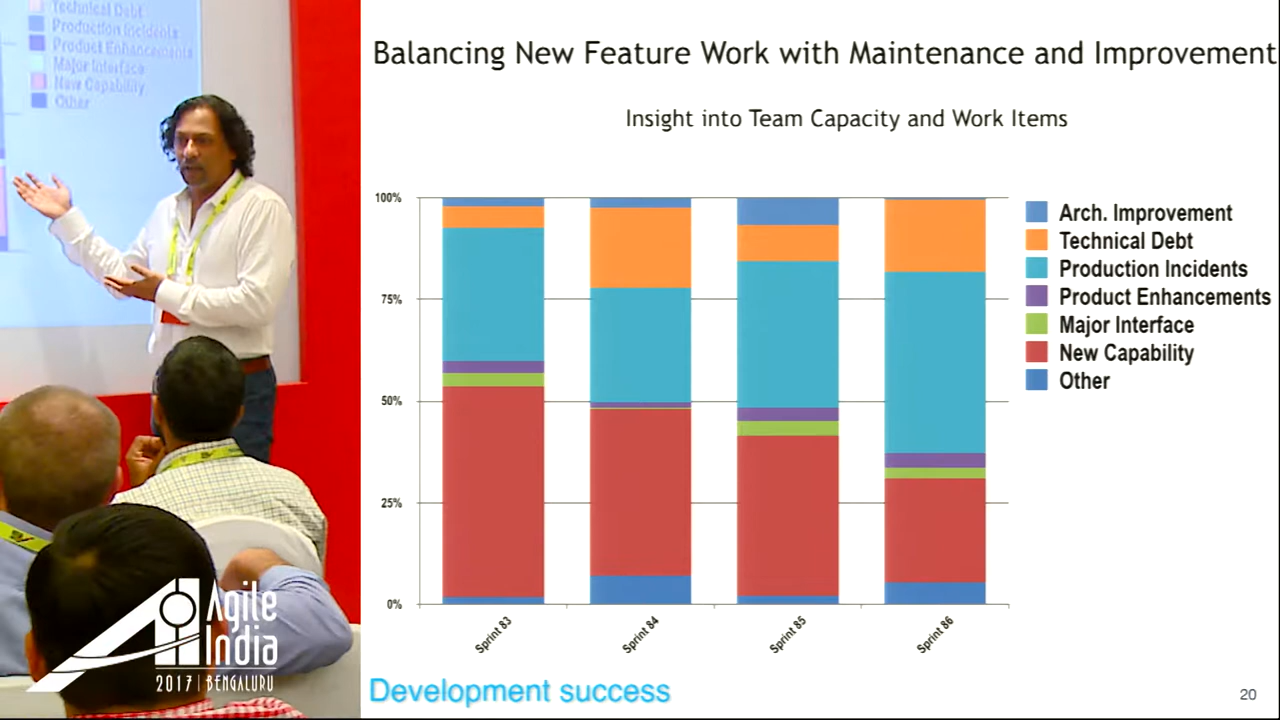 Technical Debt
Production Incidents
Product Enhancements
Major Interface
New Capability
Other
Balancing New Feature Work with Maintenance and Improvement
Insight into Team Capacity and Work Items
100%
75%
50%
25%
0%
Sprint 83
Sprint 84
Sprint 85
Sprint 86
Arch. Improvement
Technical Debt
Production Incidents
Product Enhancements
Major Interface
New Capability
Other
Agile
India
2017 | BENGALURU
Development success
20